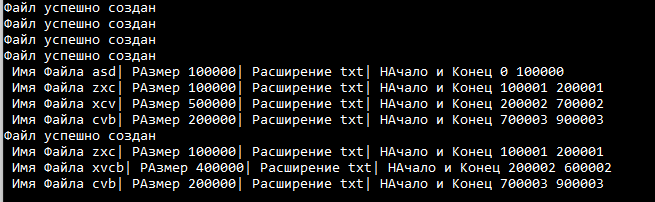 Файл успешно создан
Файл успешно создан
Файл успешно создан
Файл успешно создан
Имя Файла asd| РАзмер 100000| Расширение txt| НАчало и Конец 0 100000
Имя Файла zxc| РАзмер 100000| Расширение txt| НАчало и Конец 100001 200001
Имя Файла xcv| РАзмер 500000| Расширение txt| НАчало и Конец 200002 700002
Имя Файла cvb| РАзмер 200000| Расширение txt| НАчало и Конец 700003 900003
Файл успешно создан
Имя Файла zxc| РАзмер 100000| Расширение txt| НАчало и Конец 100001 200001
Имя Файла xvcb| РАзмер 400000| Расширение txt| НАчало и Конец 200002 600002
Имя Файла cvb| РАзмер 200000| Расширение txt| НАчало и Конец 700003 900003